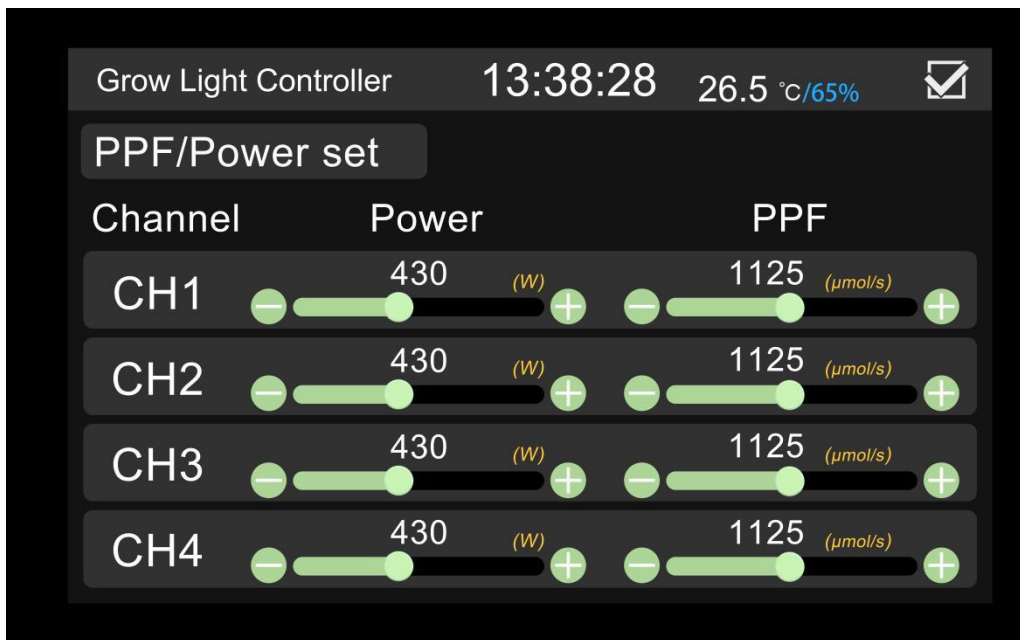 Grow Light Controller 13:38:28 26.5 °C/65%
PPF/Power set
Channel Power PPF
CH1 430 (W) 1125 (μmol/s)
CH2 430 (W) 1125 (μmol/s)
CH3 430 (W) 1125 (μmol/s)
CH4 430 (W) 1125 (μmol/s)